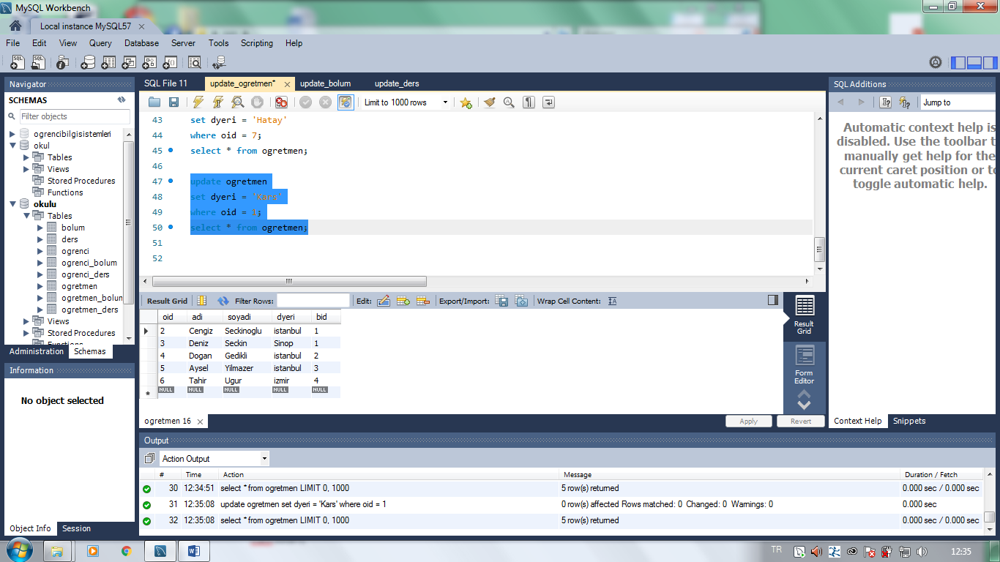 MySQL Workbench
Local instance MySQL57
File Edit View Query Database Server Tools Scripting Help
Navigator
SCHEMAS
Filter objects
ogrencibilgisistemleri
okul
Tables
Views
Stored Procedures
Functions
okulu
Tables
bolum
ders
ogrenci
ogrenci_bolum
ogrenci_ders
ogretmen
ogretmen_bolun
ogretmen_ders
Views
Stored Procedures
Administration Schemas
Information
No object selected
Object Info Session
SQL File 11 update_ogretmen* update_bolum update_ders
Limit to 1000 rows
43 set dyeri = 'Hatay'
44 where oid = 7;
45 select * from ogretmen;
46
47 update ogretmen
48 set dyeri = 'Kars'
49 where oid = 1;
50 select * from ogretmen;
51
52
Result Grid Filter Rows: Edit: Export/Import: Wrap Cell Content:
oid adi soyadi dyeri bid
2 Cengiz Seckinoglu istanbul 1
3 Deniz Seckin Sinop 1
4 Dogan Gedikli istanbul 2
5 Aysel Yilmazer istanbul 3
6 Tahir Ugur izmir 4
* NULL NULL NULL NULL NULL
Result
Grid
Form
Editor
ogretmen 16
Apply Revert
SQL Additions
Jump to
Automatic context help is
disabled. Use the toolbar t
manually get help for the
current caret position or to
toggle automatic help.
Context Help Snippets
Output
Action Output
# Time Action Message Duration / Fetch
30 12:34:51 select * from ogretmen LIMIT 0, 1000 5 row(s) returned 0.000 sec / 0.000 sec
31 12:35:08 update ogretmen set dyeri = 'Kars' where oid = 1 0 row(s) affected Rows matched: 0 Changed: 0 Warnings: 0 0.000 sec
32 12:35:08 select * from ogretmen LIMIT 0, 1000 5 row(s) returned 0.000 sec / 0.000 sec
TR
12:35